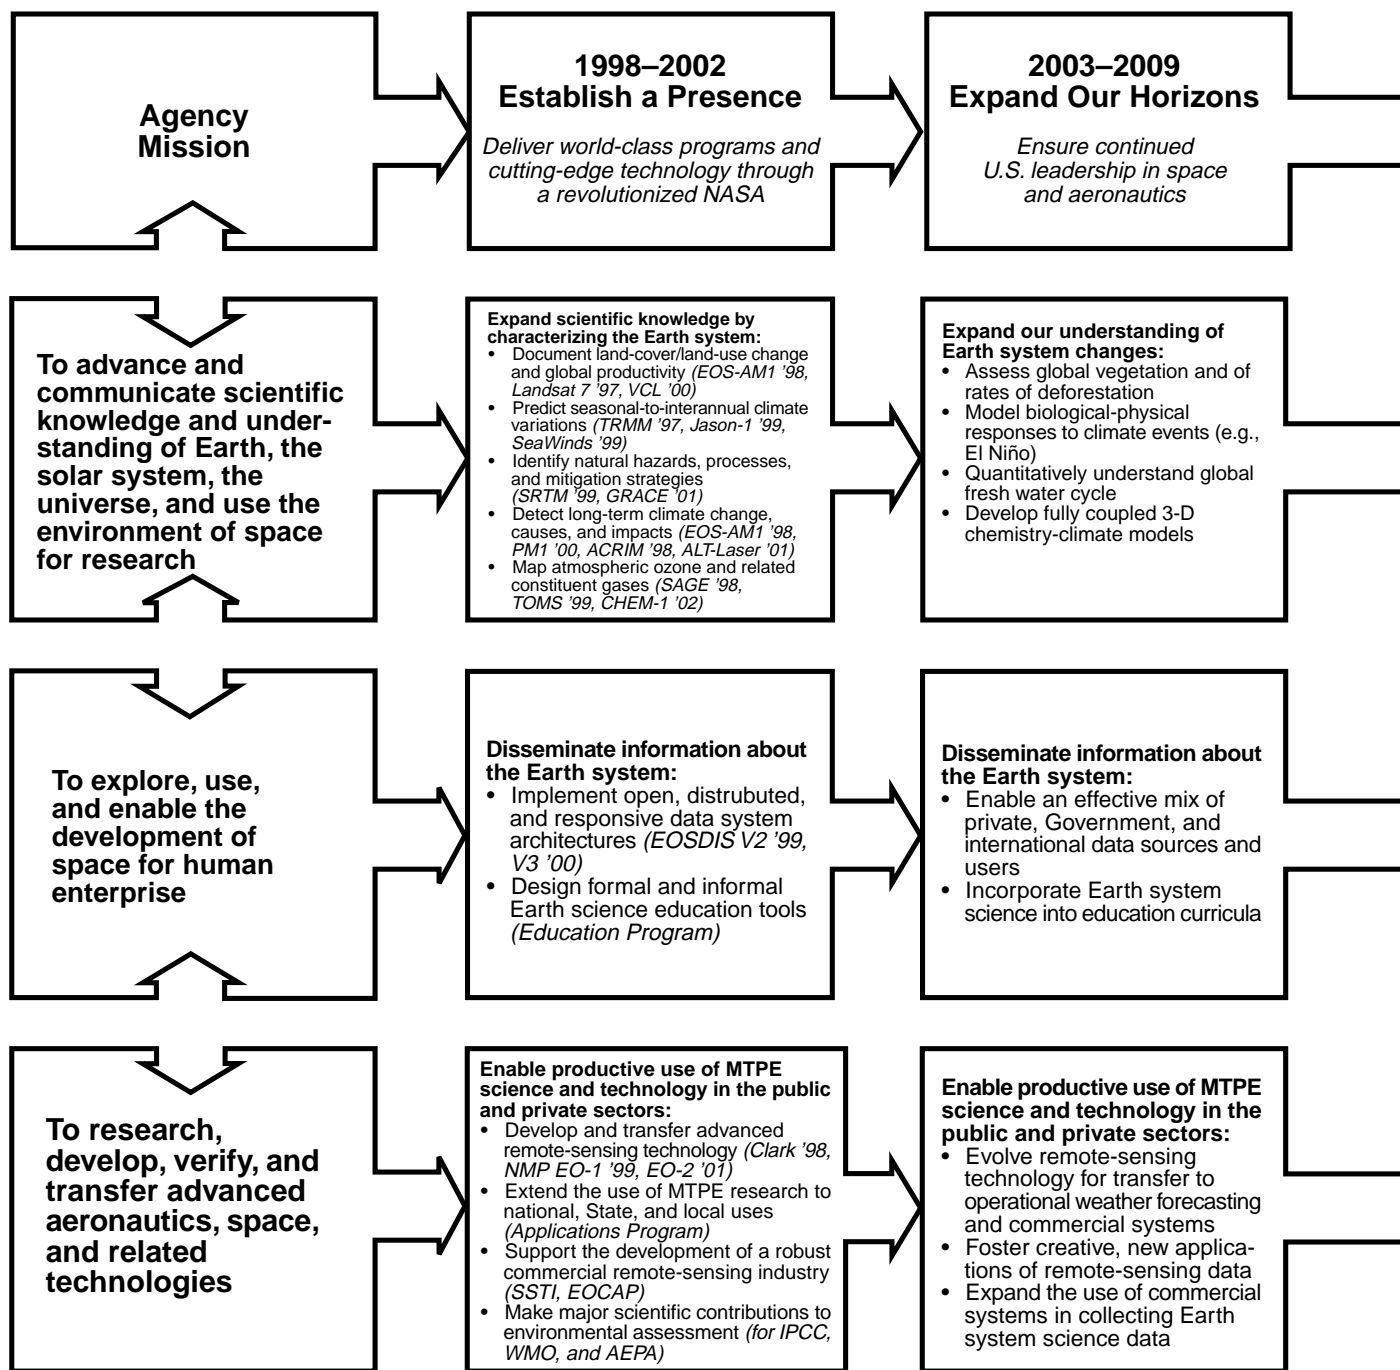 Agency
Mission
1998–2002
Establish a Presence
Deliver world-class programs and
cutting-edge technology through
a revolutionized NASA
2003–2009
Expand Our Horizons
Ensure continued
U.S. leadership in space
and aeronautics
To advance and
communicate scientific
knowledge and under-
standing of Earth, the
solar system, the
universe, and use the
environment of space
for research
Expand scientific knowledge by
characterizing the Earth system:
• Document land-cover/land-use change
and global productivity (EOS-AM1 ’98,
Landsat 7 ’97, VCL ’00)
• Predict seasonal-to-interannual climate
variations (TRMM ’97, Jason-1 ’99,
SeaWinds ’99)
• Identify natural hazards, processes,
and mitigation strategies
(SRTM ’99, GRACE ’01)
• Detect long-term climate change,
causes, and impacts (EOS-AM1 ’98,
PM1 ’00, ACRIM ’98, ALT-Laser ’01)
• Map atmospheric ozone and related
constituent gases (SAGE ’98,
TOMS ’99, CHEM-1 ’02)
Expand our understanding of
Earth system changes:
• Assess global vegetation and of
rates of deforestation
• Model biological-physical
responses to climate events (e.g.,
El Niño)
• Quantitatively understand global
fresh water cycle
• Develop fully coupled 3-D
chemistry-climate models
To explore, use,
and enable the
development of
space for human
enterprise
Disseminate information about
the Earth system:
• Implement open, distrubuted,
and responsive data system
architectures (EOSDIS V2 ’99,
V3 ’00)
• Design formal and informal
Earth science education tools
(Education Program)
Disseminate information about
the Earth system:
• Enable an effective mix of
private, Government, and
international data sources and
users
• Incorporate Earth system
science into education curricula
To research,
develop, verify, and
transfer advanced
aeronautics, space,
and related
technologies
Enable productive use of MTPE
science and technology in the public
and private sectors:
• Develop and transfer advanced
remote-sensing technology (Clark ’98,
NMP EO-1 ’99, EO-2 ’01)
• Extend the use of MTPE research to
national, State, and local uses
(Applications Program)
• Support the development of a robust
commercial remote-sensing industry
(SSTI, EOCAP)
• Make major scientific contributions to
environmental assessment (for IPCC,
WMO, and AEPA)
Enable productive use of MTPE
science and technology in the
public and private sectors:
• Evolve remote-sensing
technology for transfer to
operational weather forecasting
and commercial systems
• Foster creative, new applica-
tions of remote-sensing data
• Expand the use of commercial
systems in collecting Earth
system science data